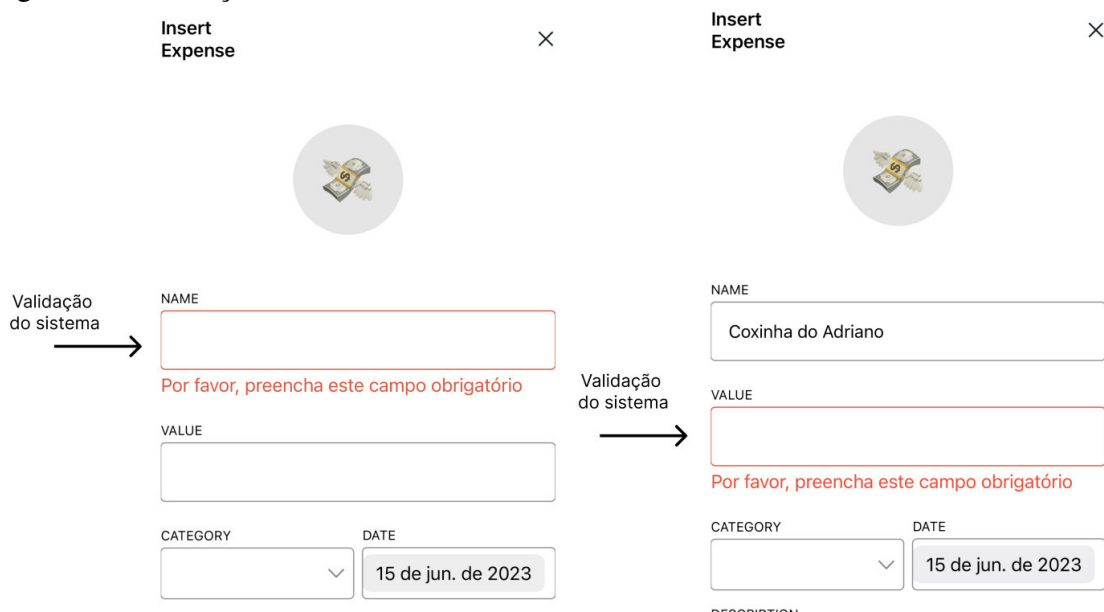 Insert
Expense
Validação
do sistema
NAME
Por favor, preencha este campo obrigatório
VALUE
CATEGORY
DATE
15 de jun. de 2023
Insert
Expense
NAME
Coxinha do Adriano
Validação
do sistema
VALUE
Por favor, preencha este campo obrigatório
CATEGORY
DATE
15 de jun. de 2023
DESCRIPTION